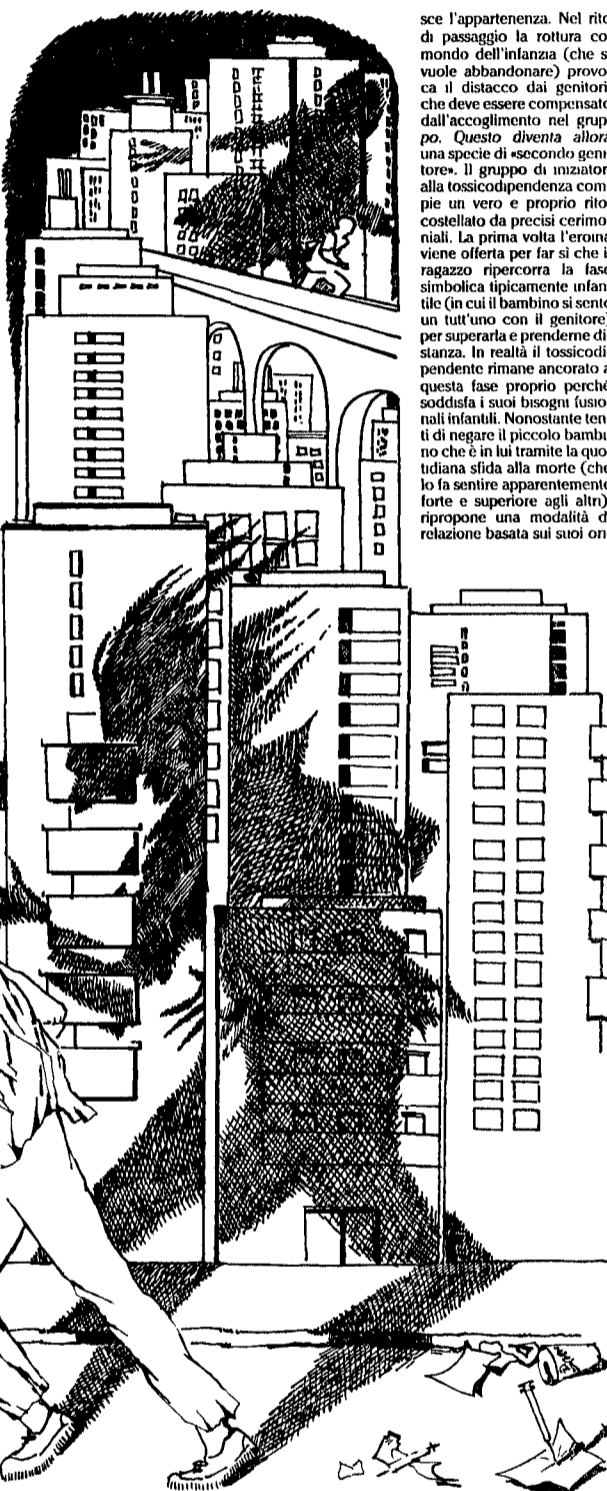 sce l'appartenenza. Nel rito
di passaggio la rottura co
mondo dell'infanzia (che s
vuole abbandonare) provo
ca il distacco dai genitori
che deve essere compensato
dall'accoglimento nel grup
po. Questo diventa allora
una specie di «secondo geni
tore». Il gruppo di iniziator
alla tossicodipendenza com
pie un vero e proprio rito
costellato da precisi cerimo
niali. La prima volta l'eroina
viene offerta per far sì che i
ragazzo ripercorra la fase
simbolica tipicamente infan
tile (in cui il bambino si sente
un tutt'uno con il genitore)
per superarla e prenderne di
stanza. In realtà il tossicodi
pendente rimane ancorato a
questa fase proprio perché
soddisfa i suoi bisogni fusio
nali infantili. Nonostante ten
ti di negare il piccolo bambi
no che è in lui tramite la quo
tidiana sfida alla morte (che
lo fa sentire apparentemente
forte e superiore agli altri)
ripropone una modalità d
relazione basata sui suoi ori